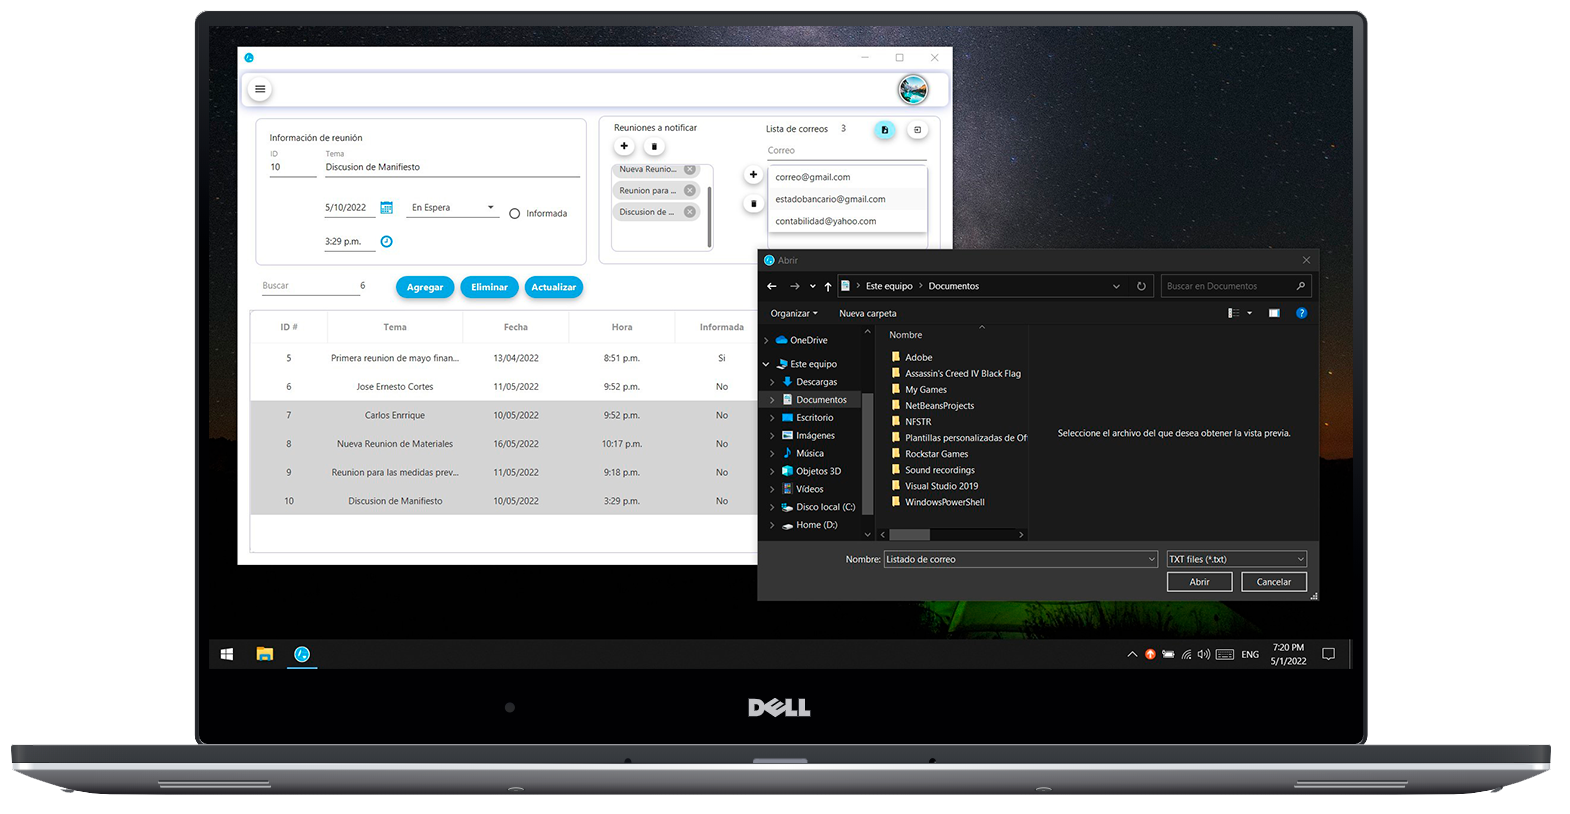 Información de reunión
ID
Tema
10
Discusion de Manifiesto
5/10/2022
En Espera
Informada
3:29 p.m.
Reuniones a notificar
Nueva Reunio...
Reunion para ...
Discusion de ...
Lista de correos 3
Correo
correo@gmail.com
estadobancario@gmail.com
contabilidad@yahoo.com
Buscar
6
Agregar
Eliminar
Actualizar
ID # Tema Fecha Hora Informada
5 Primera reunion de mayo finan... 13/04/2022 8:51 p.m. Si
6 Jose Ernesto Cortes 11/05/2022 9:52 p.m. No
7 Carlos Enrrique 10/05/2022 9:52 p.m. No
8 Nueva Reunion de Materiales 16/05/2022 10:17 p.m. No
9 Reunion para las medidas prev... 11/05/2022 9:18 p.m. No
10 Discusion de Manifiesto 10/05/2022 3:29 p.m. No
Abrir
Este equipo > Documentos
Buscar en Documentos
Organizar
Nueva carpeta
OneDrive
Este equipo
Descargas
Documentos
Escritorio
Imágenes
Música
Objetos 3D
Vídeos
Disco local (C:)
Home (D:)
Nombre
Adobe
Assassin's Creed IV Black Flag
My Games
NetBeansProjects
NFSTR
Plantillas personalizadas de Of
Rockstar Games
Sound recordings
Visual Studio 2019
WindowsPowerShell
Seleccione el archivo del que desea obtener la vista previa.
Nombre: Listado de correo
TXT files (*.txt)
Abrir
Cancelar
ENG
7:20 PM
5/1/2022
DELL